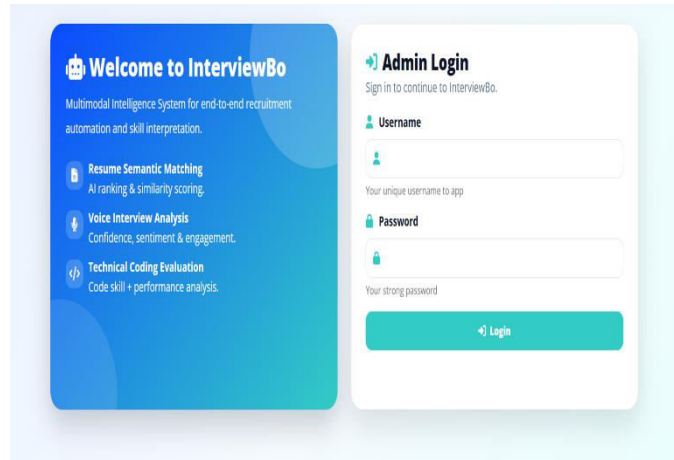 Welcome to InterviewBo
Multimodal Intelligence System for end-to-end recruitment
automation and skill interpretation.
Resume Semantic Matching
AI ranking & similarity scoring.
Voice Interview Analysis
Confidence, sentiment & engagement.
Technical Coding Evaluation
Code skill + performance analysis.
Admin Login
Sign in to continue to InterviewBo.
Username
Your unique username to app
Password
Your strong password
Login